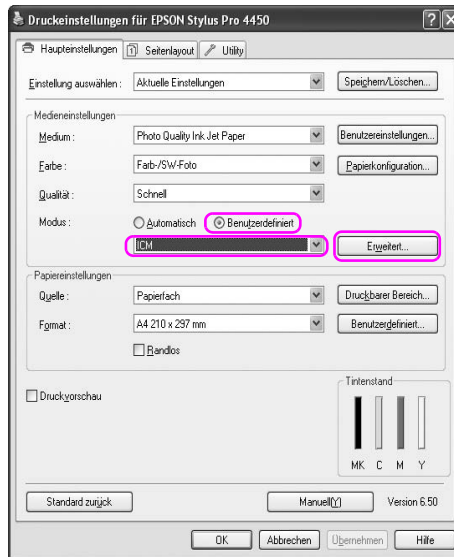 Druckeinstellungen für EPSON Stylus Pro 4450
Haupteinstellungen Seitenlayout Utility
Einstellung auswählen : Aktuelle Einstellungen Speichern/Löschen...
Medieneinstellungen
Medium : Photo Quality Ink Jet Paper Benutzereinstellungen...
Farbe : Farb-/SW-Foto Papierkonfiguration...
Qualität : Schnell
Modus : Automatisch Benutzerdefiniert
ICM Erweitert...
Papiereinstellungen
Quelle : Papierfach Druckbarer Bereich...
Format : A4 210 x 297 mm Benutzerdefiniert...
Randlos
Druckvorschau
Tintenstand
MK C M Y
Standard zurück Manuell(Y) Version 6.50
OK Abbrechen Übernehmen Hilfe